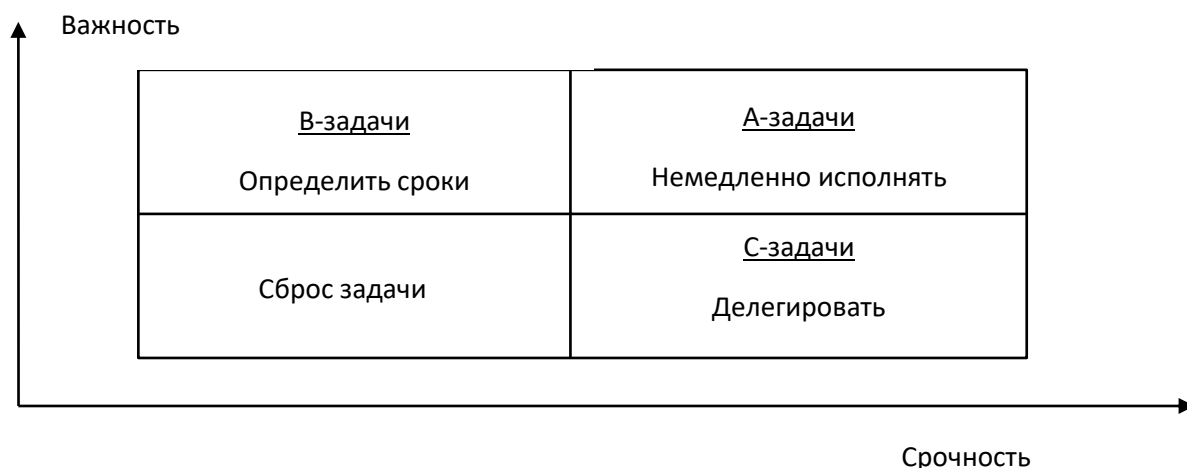 Важность
В-задачи
Определить сроки
А-задачи
Немедленно исполнять
Сброс задачи
С-задачи
Делегировать
Срочность